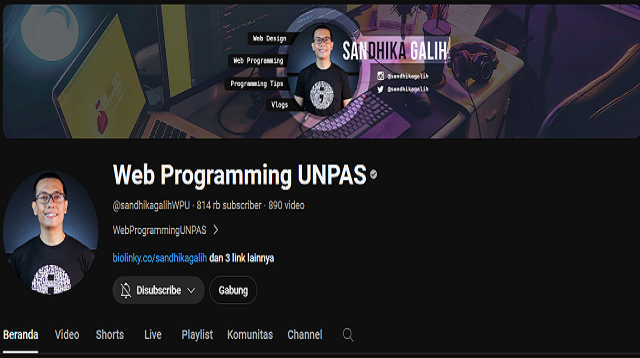 Web Design
Web Programming
Programming Tips
Vlogs
SANDHIKA GALIH
@sandhikagalih
@sandhikagalih
Web Programming UNPAS
@sandhikagalihWPU · 814 rb subscriber · 890 video
WebProgrammingUNPAS >
biolinky.co/sandhikagalih dan 3 link lainnya
Disubscribe
Gabung
Beranda Video Shorts Live Playlist Komunitas Channel